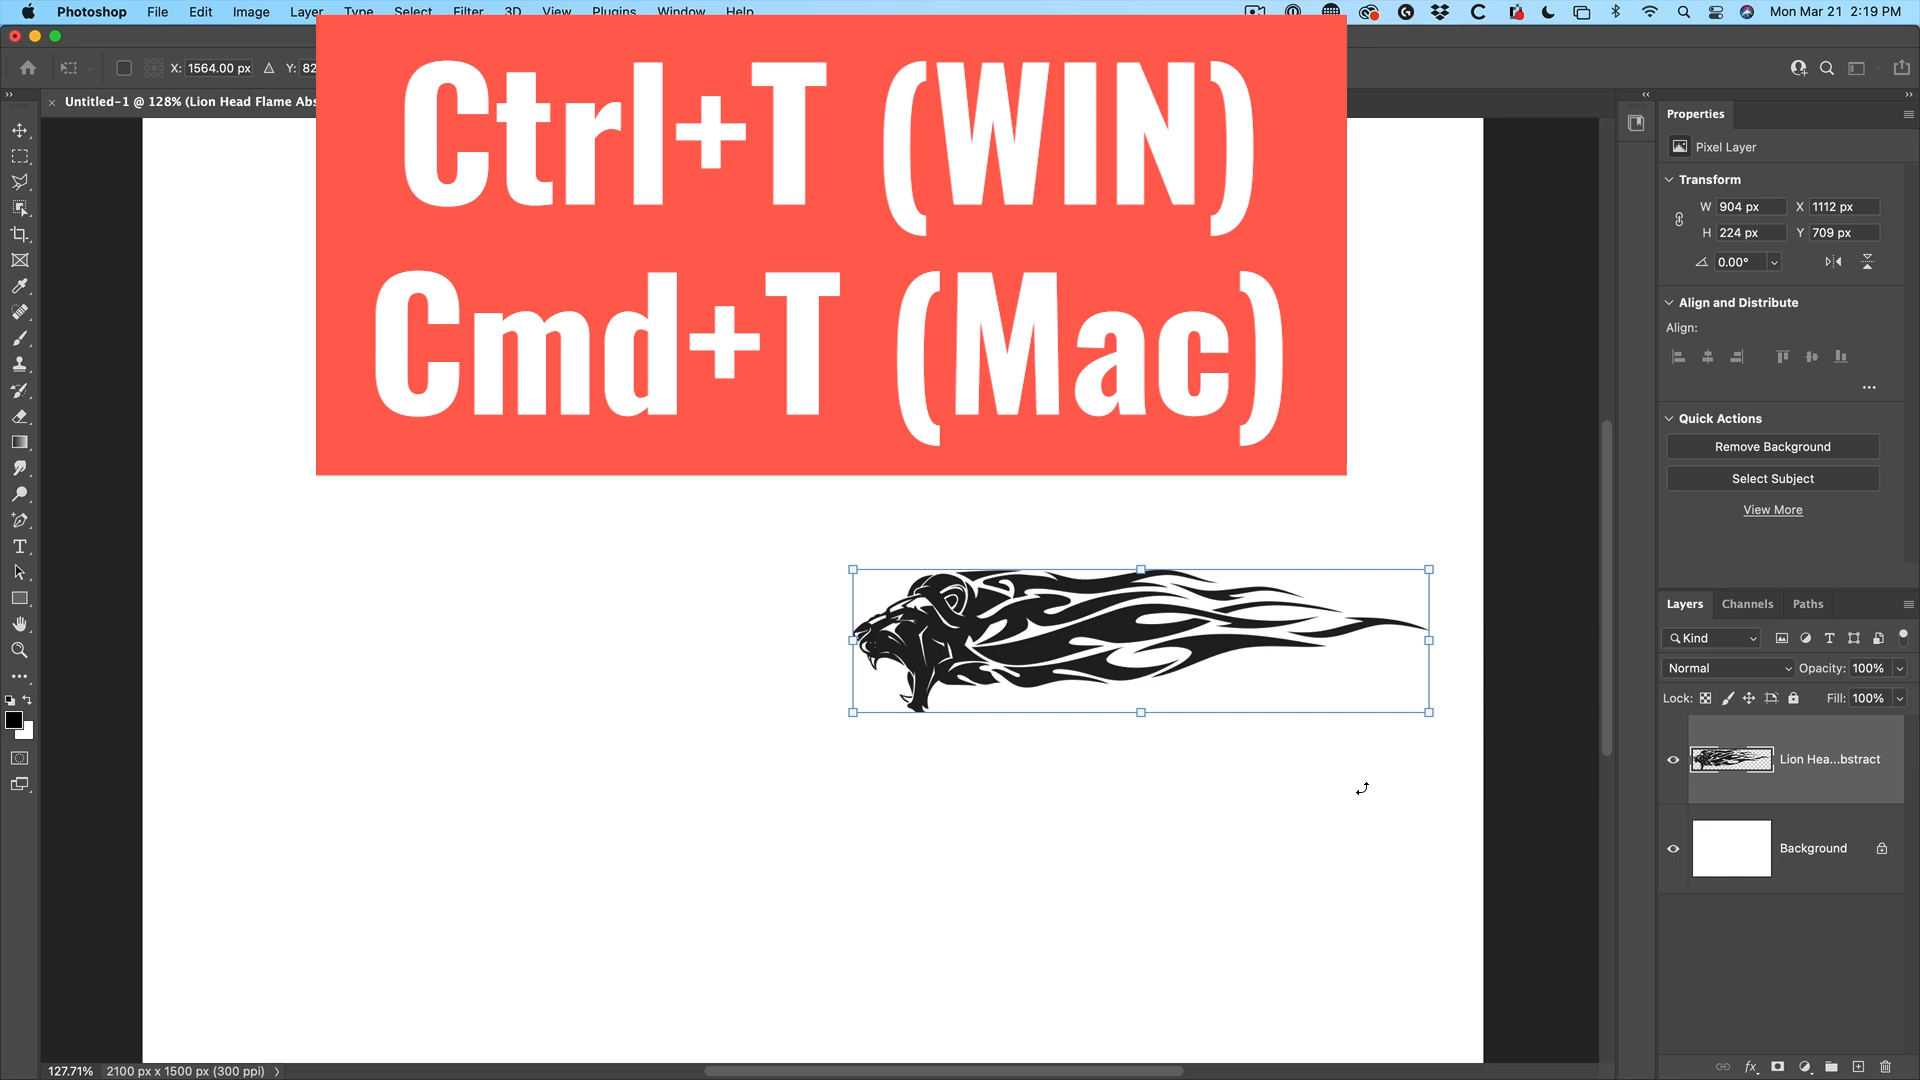 Photoshop File Edit Image Layer Type Select Filter 3D View Plugins Window Help Mon Mar 21 2:19 PM
Ctrl+T (WIN)
Cmd+T (Mac)
X: 1564.00 px Y: 82
Untitled-1 @ 128% (Lion Head Flame Abs
Properties
Pixel Layer
Transform
W 904 px X 1112 px
H 224 px Y 709 px
0.00°
Align and Distribute
Align:
Quick Actions
Remove Background
Select Subject
View More
Layers Channels Paths
Kind
Normal Opacity: 100%
Lock: Fill: 100%
Lion Hea...bstract
Background
127.71% 2100 px x 1500 px (300 ppi)